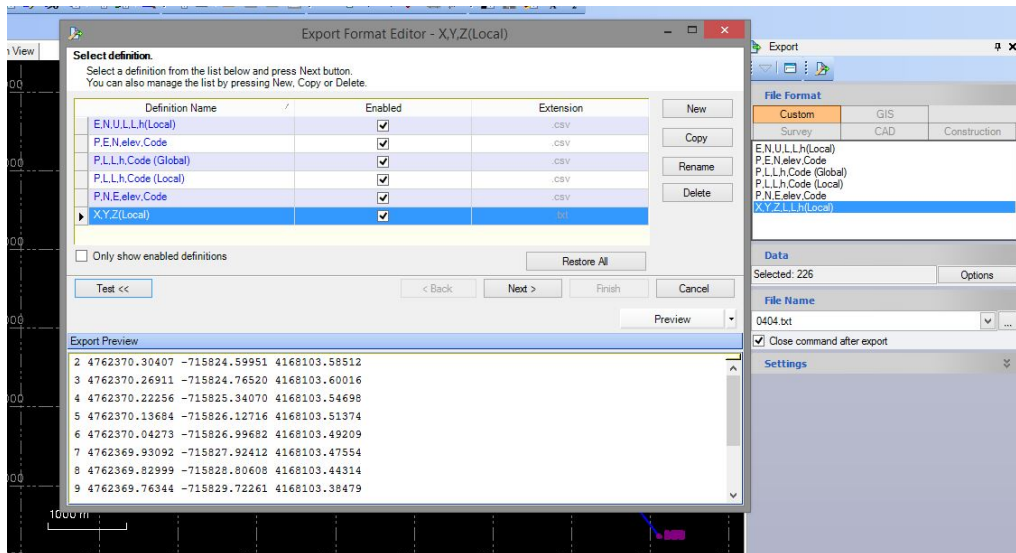 Export Format Editor - X,Y,Z(Local)
n View
Select definition.
Select a definition from the list below and press Next button.
You can also manage the list by pressing New, Copy or Delete.
Definition Name / Enabled Extension
E,N,U,L,L,h(Local) .csv
P,E,N,elev,Code .csv
P,L,L,h,Code (Global) .csv
P,L,L,h,Code (Local) .csv
P,N,E,elev,Code .csv
X,Y,Z(Local) .txt
New
Copy
Rename
Delete
Only show enabled definitions
Restore All
Test <<
< Back
Next >
Finish
Cancel
Preview
Export Preview
2 4762370.30407 -715824.59951 4168103.58512
3 4762370.26911 -715824.76520 4168103.60016
4 4762370.22256 -715825.34070 4168103.54698
5 4762370.13684 -715826.12716 4168103.51374
6 4762370.04273 -715826.99682 4168103.49209
7 4762369.93092 -715827.92412 4168103.47554
8 4762369.82999 -715828.80608 4168103.44314
9 4762369.76344 -715829.72261 4168103.38479
1000 m
Export
File Format
Custom GIS
Survey CAD Construction
E,N,U,L,L,h(Local)
P,E,N,elev,Code
P,L,L,h,Code (Global)
P,L,L,h,Code (Local)
P,N,E,elev,Code
X,Y,Z,L,L,h(Local)
Data
Selected: 226
Options
File Name
0404.txt
...
Close command after export
Settings